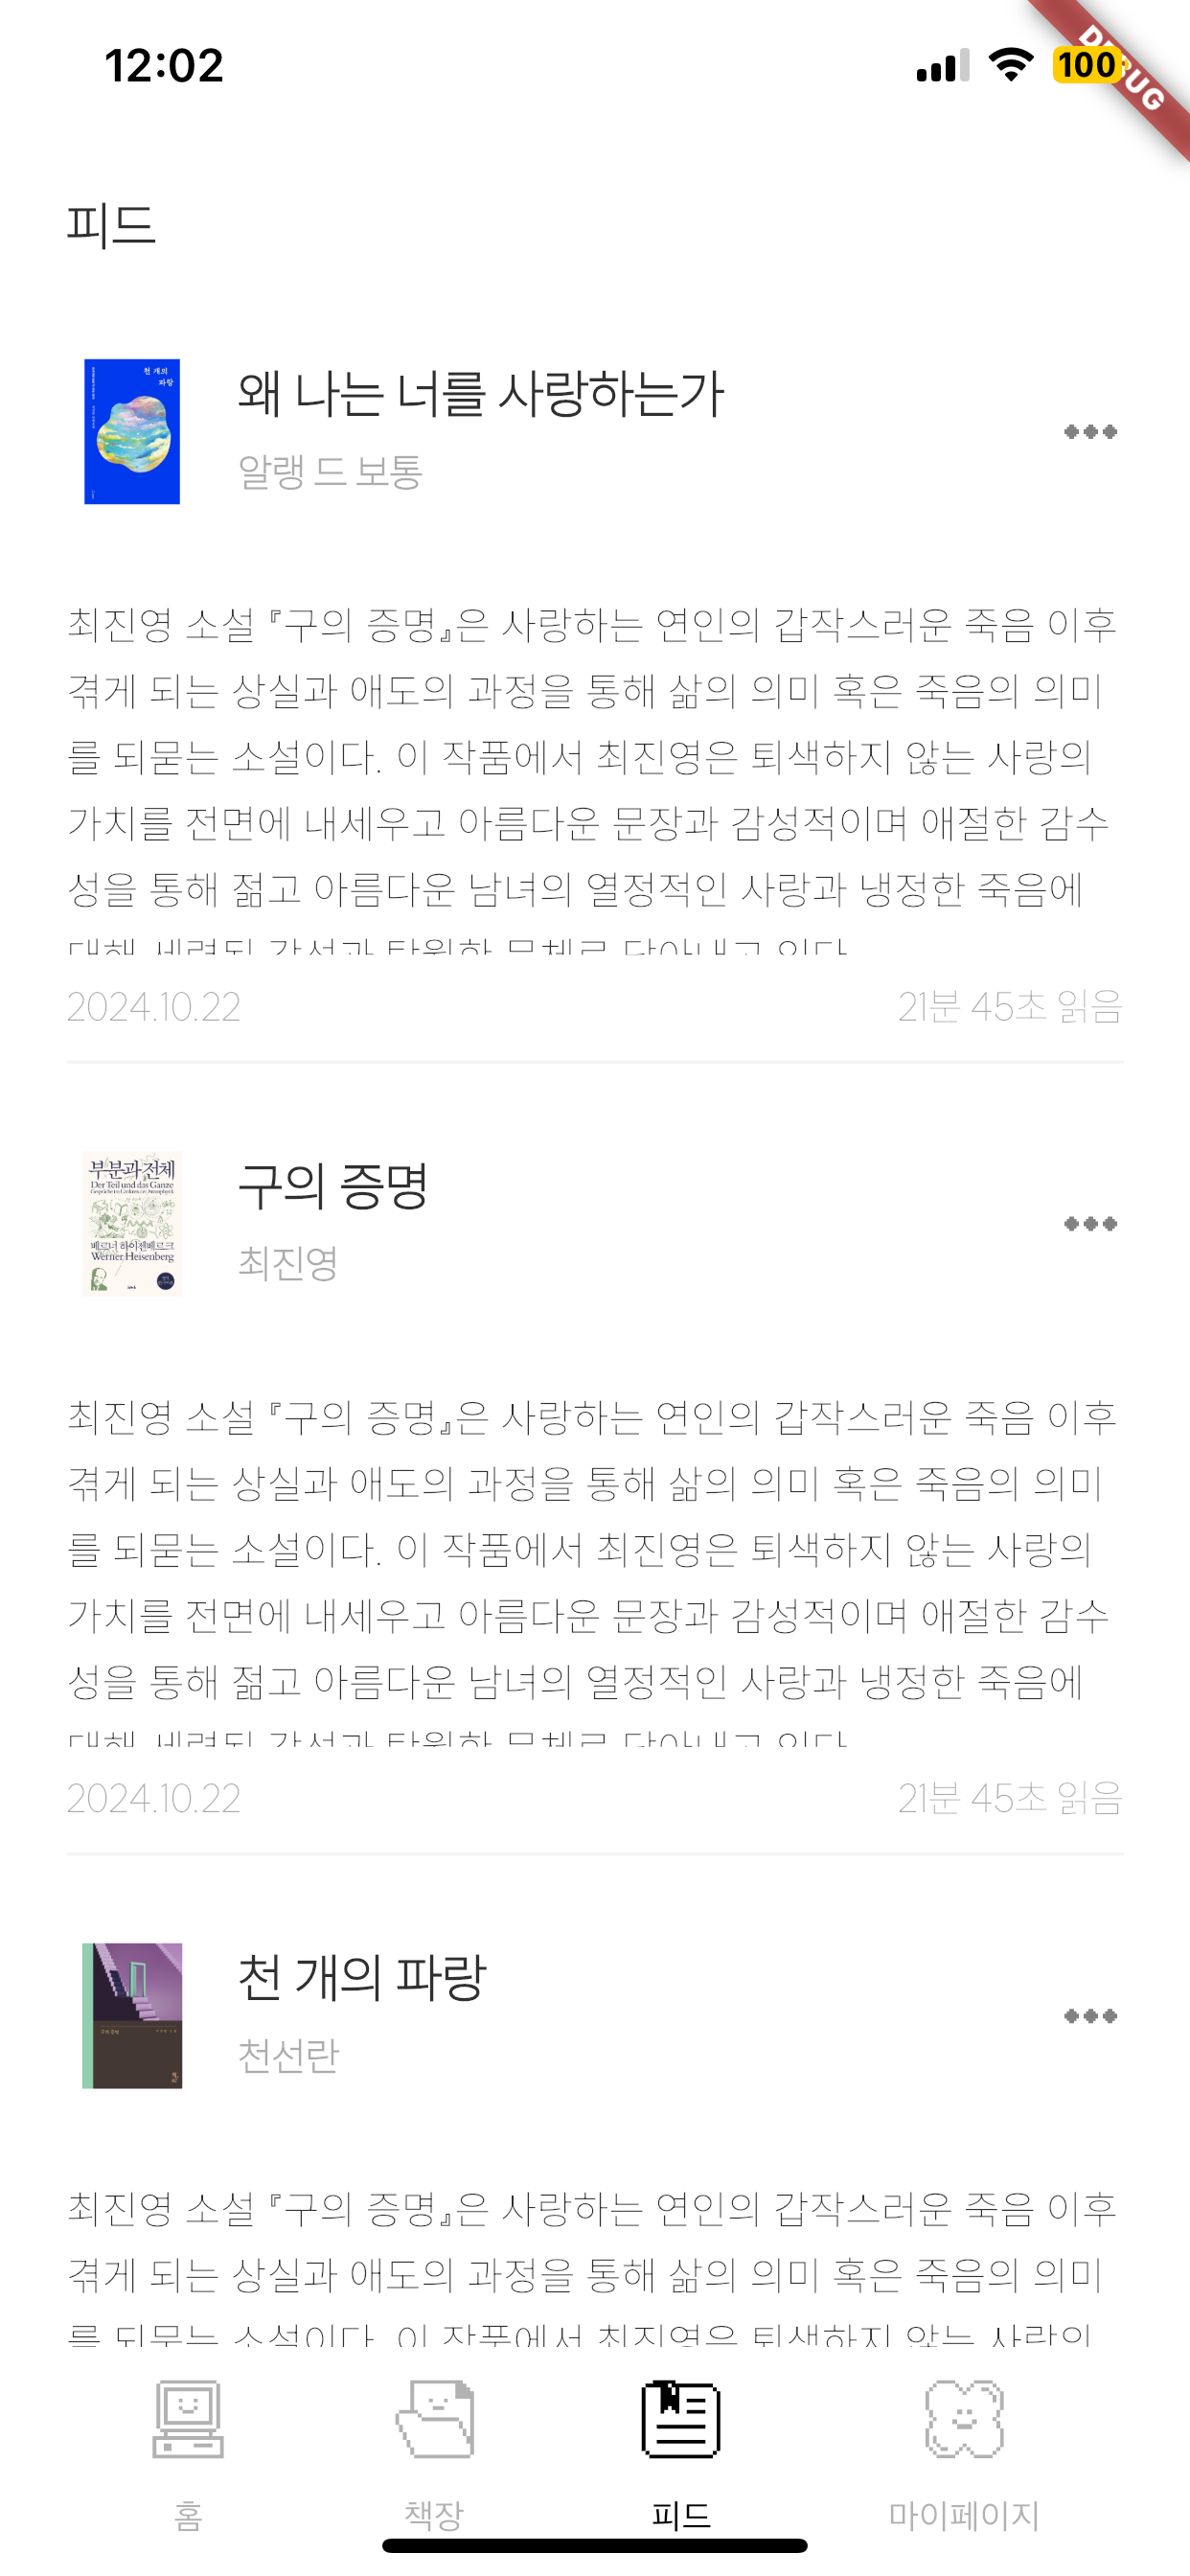 12:02
100
DEBUG
피드
천 개의
파랑
왜 나는 너를 사랑하는가
알랭 드 보통
최진영 소설 『구의 증명』은 사랑하는 연인의 갑작스러운 죽음 이후
겪게 되는 상실과 애도의 과정을 통해 삶의 의미 혹은 죽음의 의미
를 되묻는 소설이다. 이 작품에서 최진영은 퇴색하지 않는 사랑의
가치를 전면에 내세우고 아름다운 문장과 감성적이며 애절한 감수
성을 통해 젊고 아름다운 남녀의 열정적인 사랑과 냉정한 죽음에
2024.10.22
21분 45초 읽음
부분과 전체
Der Teil und das Ganze
베르너 하이젠베르크
Werner Heisenberg
구의 증명
최진영
최진영 소설 『구의 증명』은 사랑하는 연인의 갑작스러운 죽음 이후
겪게 되는 상실과 애도의 과정을 통해 삶의 의미 혹은 죽음의 의미
를 되묻는 소설이다. 이 작품에서 최진영은 퇴색하지 않는 사랑의
가치를 전면에 내세우고 아름다운 문장과 감성적이며 애절한 감수
성을 통해 젊고 아름다운 남녀의 열정적인 사랑과 냉정한 죽음에
2024.10.22
21분 45초 읽음
천 개의 파랑
천선란
최진영 소설 『구의 증명』은 사랑하는 연인의 갑작스러운 죽음 이후
겪게 되는 상실과 애도의 과정을 통해 삶의 의미 혹은 죽음의 의미
를 되묻는 소설이다. 이 작품에서 최진영은 퇴색하지 않는 사랑의
홈
책장
피드
마이페이지